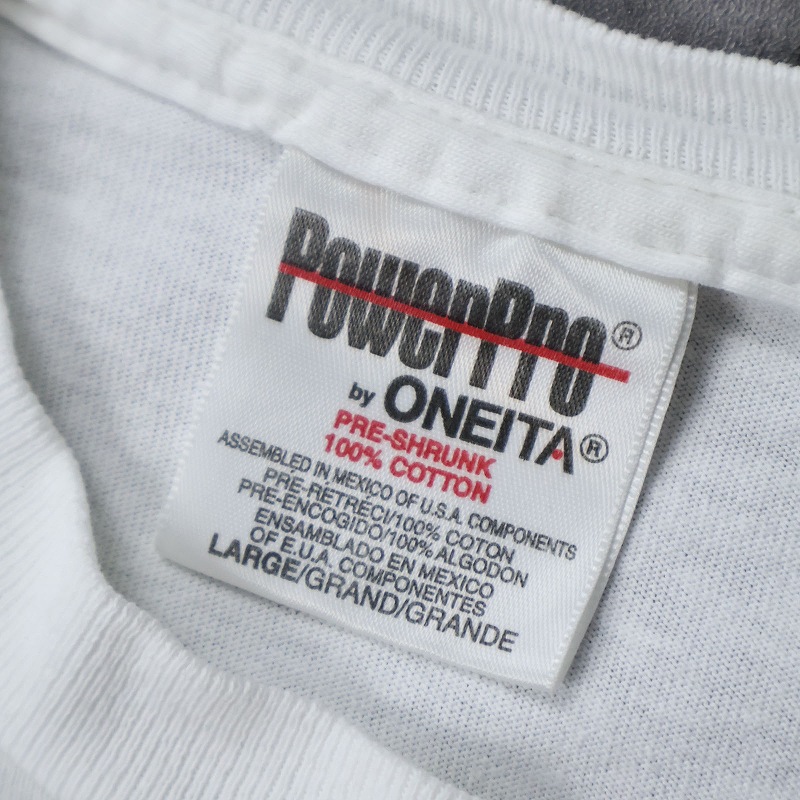 PowerPro®
by ONEITA®
PRE-SHRUNK
100% COTTON
ASSEMBLED IN MEXICO OF U.S.A. COMPONENTS
PRE-RETRECI/100% COTON
PRE-ENCOGIDO/100% ALGODON
ENSAMBLADO EN MEXICO
OF E.U.A. COMPONENTES
LARGE/GRAND/GRANDE